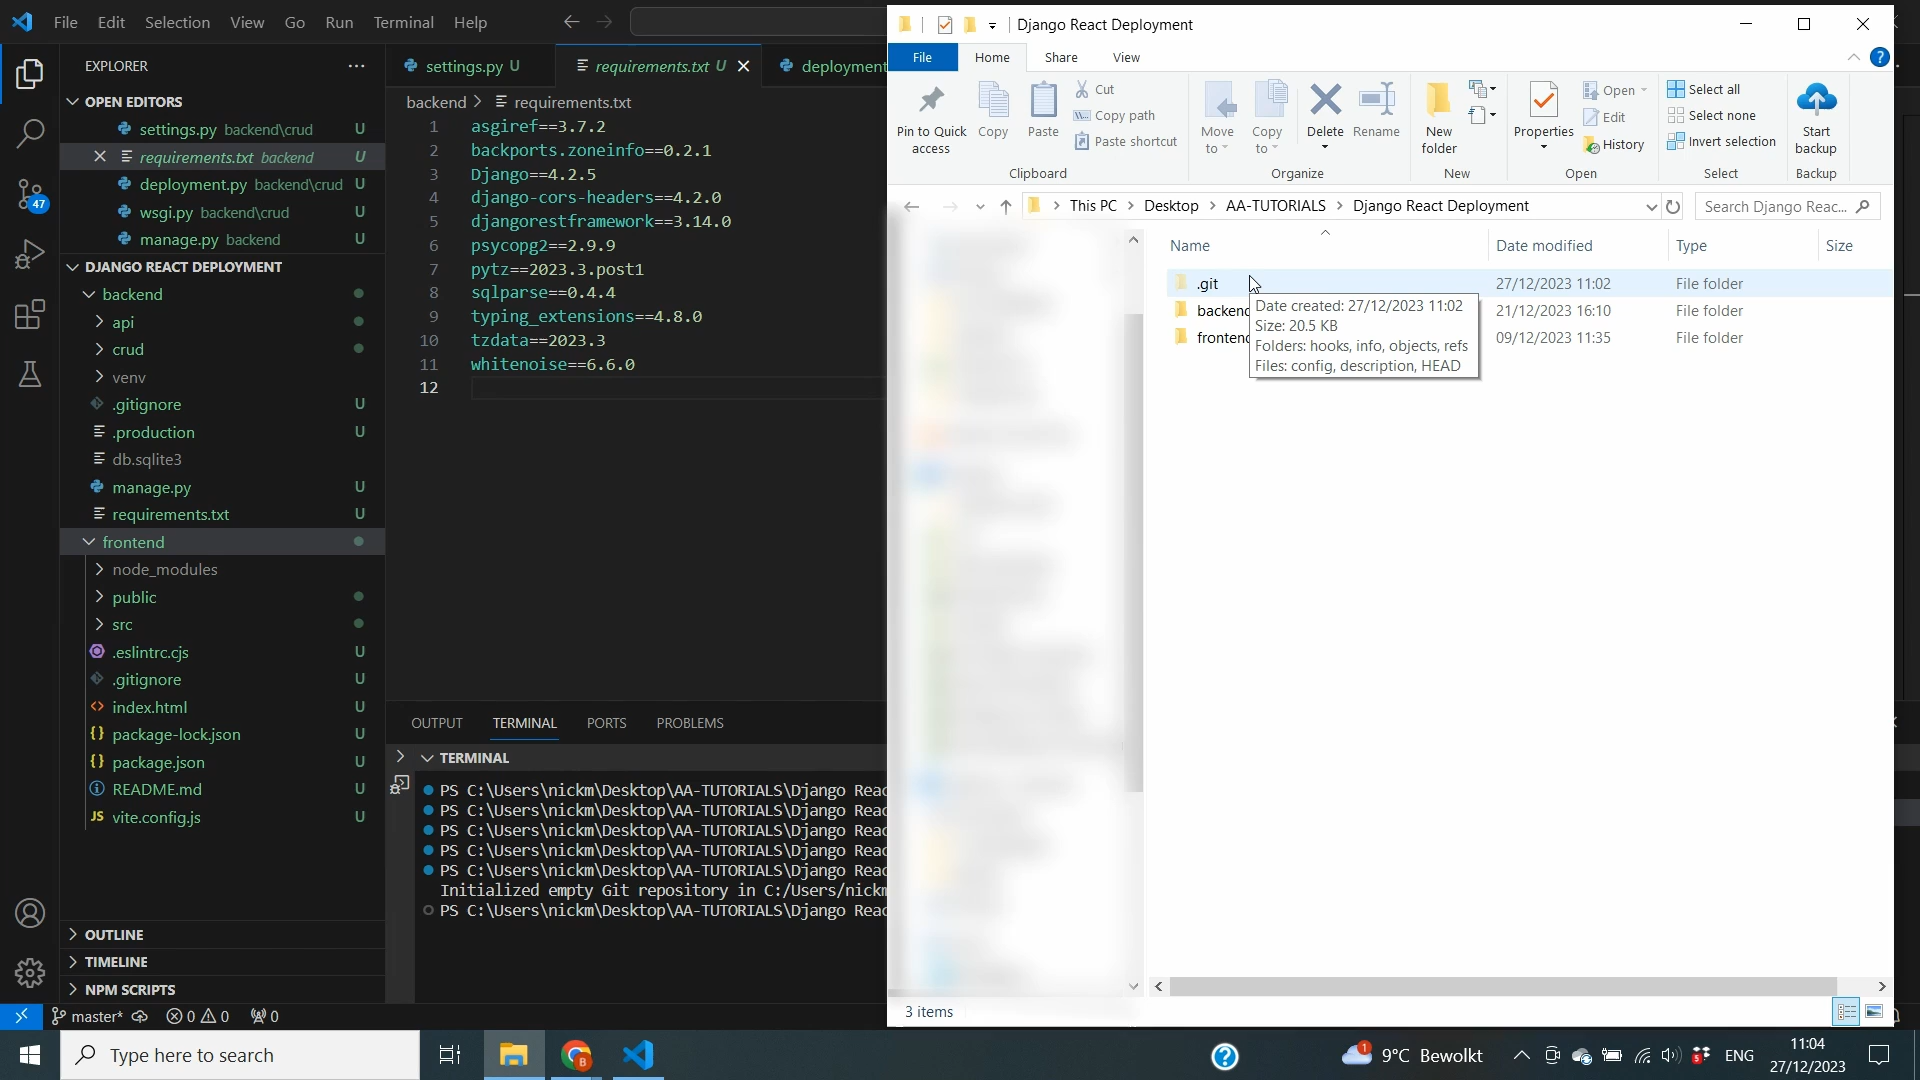 File Edit Selection View Go Run Terminal Help
EXPLORER
OPEN EDITORS
settings.py backend\crud U
requirements.txt backend U
deployment.py backend\crud U
wsgi.py backend\crud U
manage.py backend U
DJANGO REACT DEPLOYMENT
backend
api
crud
venv
.gitignore U
.production U
db.sqlite3
manage.py U
requirements.txt U
frontend
node_modules
public
src
.eslintrc.cjs U
.gitignore U
index.html U
package-lock.json U
package.json U
README.md U
vite.config.js U
OUTLINE
TIMELINE
NPM SCRIPTS
47
settings.py U
requirements.txt U
deployment
backend > requirements.txt
1 asgiref==3.7.2
2 backports.zoneinfo==0.2.1
3 Django==4.2.5
4 django-cors-headers==4.2.0
5 djangorestframework==3.14.0
6 psycopg2==2.9.9
7 pytz==2023.3.post1
8 sqlparse==0.4.4
9 typing_extensions==4.8.0
10 tzdata==2023.3
11 whitenoise==6.6.0
12
OUTPUT TERMINAL PORTS PROBLEMS
TERMINAL
PS C:\Users\nickm\Desktop\AA-TUTORIALS\Django Reac
PS C:\Users\nickm\Desktop\AA-TUTORIALS\Django Reac
PS C:\Users\nickm\Desktop\AA-TUTORIALS\Django Reac
PS C:\Users\nickm\Desktop\AA-TUTORIALS\Django Reac
PS C:\Users\nickm\Desktop\AA-TUTORIALS\Django Reac
Initialized empty Git repository in C:/Users/nickm
PS C:\Users\nickm\Desktop\AA-TUTORIALS\Django Reac
master* 0 0 0
Django React Deployment
File Home Share View
Pin to Quick access
Copy
Paste
Cut
Copy path
Paste shortcut
Clipboard
Move to
Copy to
Delete
Rename
Organize
New folder
New
Properties
Open
Edit
History
Open
Select all
Select none
Invert selection
Select
Start backup
Backup
This PC > Desktop > AA-TUTORIALS > Django React Deployment
Search Django Reac...
Name Date modified Type Size
.git 27/12/2023 11:02 File folder
backend 21/12/2023 16:10 File folder
frontend 09/12/2023 11:35 File folder
Date created: 27/12/2023 11:02
Size: 20.5 KB
Folders: hooks, info, objects, refs
Files: config, description, HEAD
3 items
Type here to search
B
1
9°C Bewolkt
5
ENG
11:04
27/12/2023